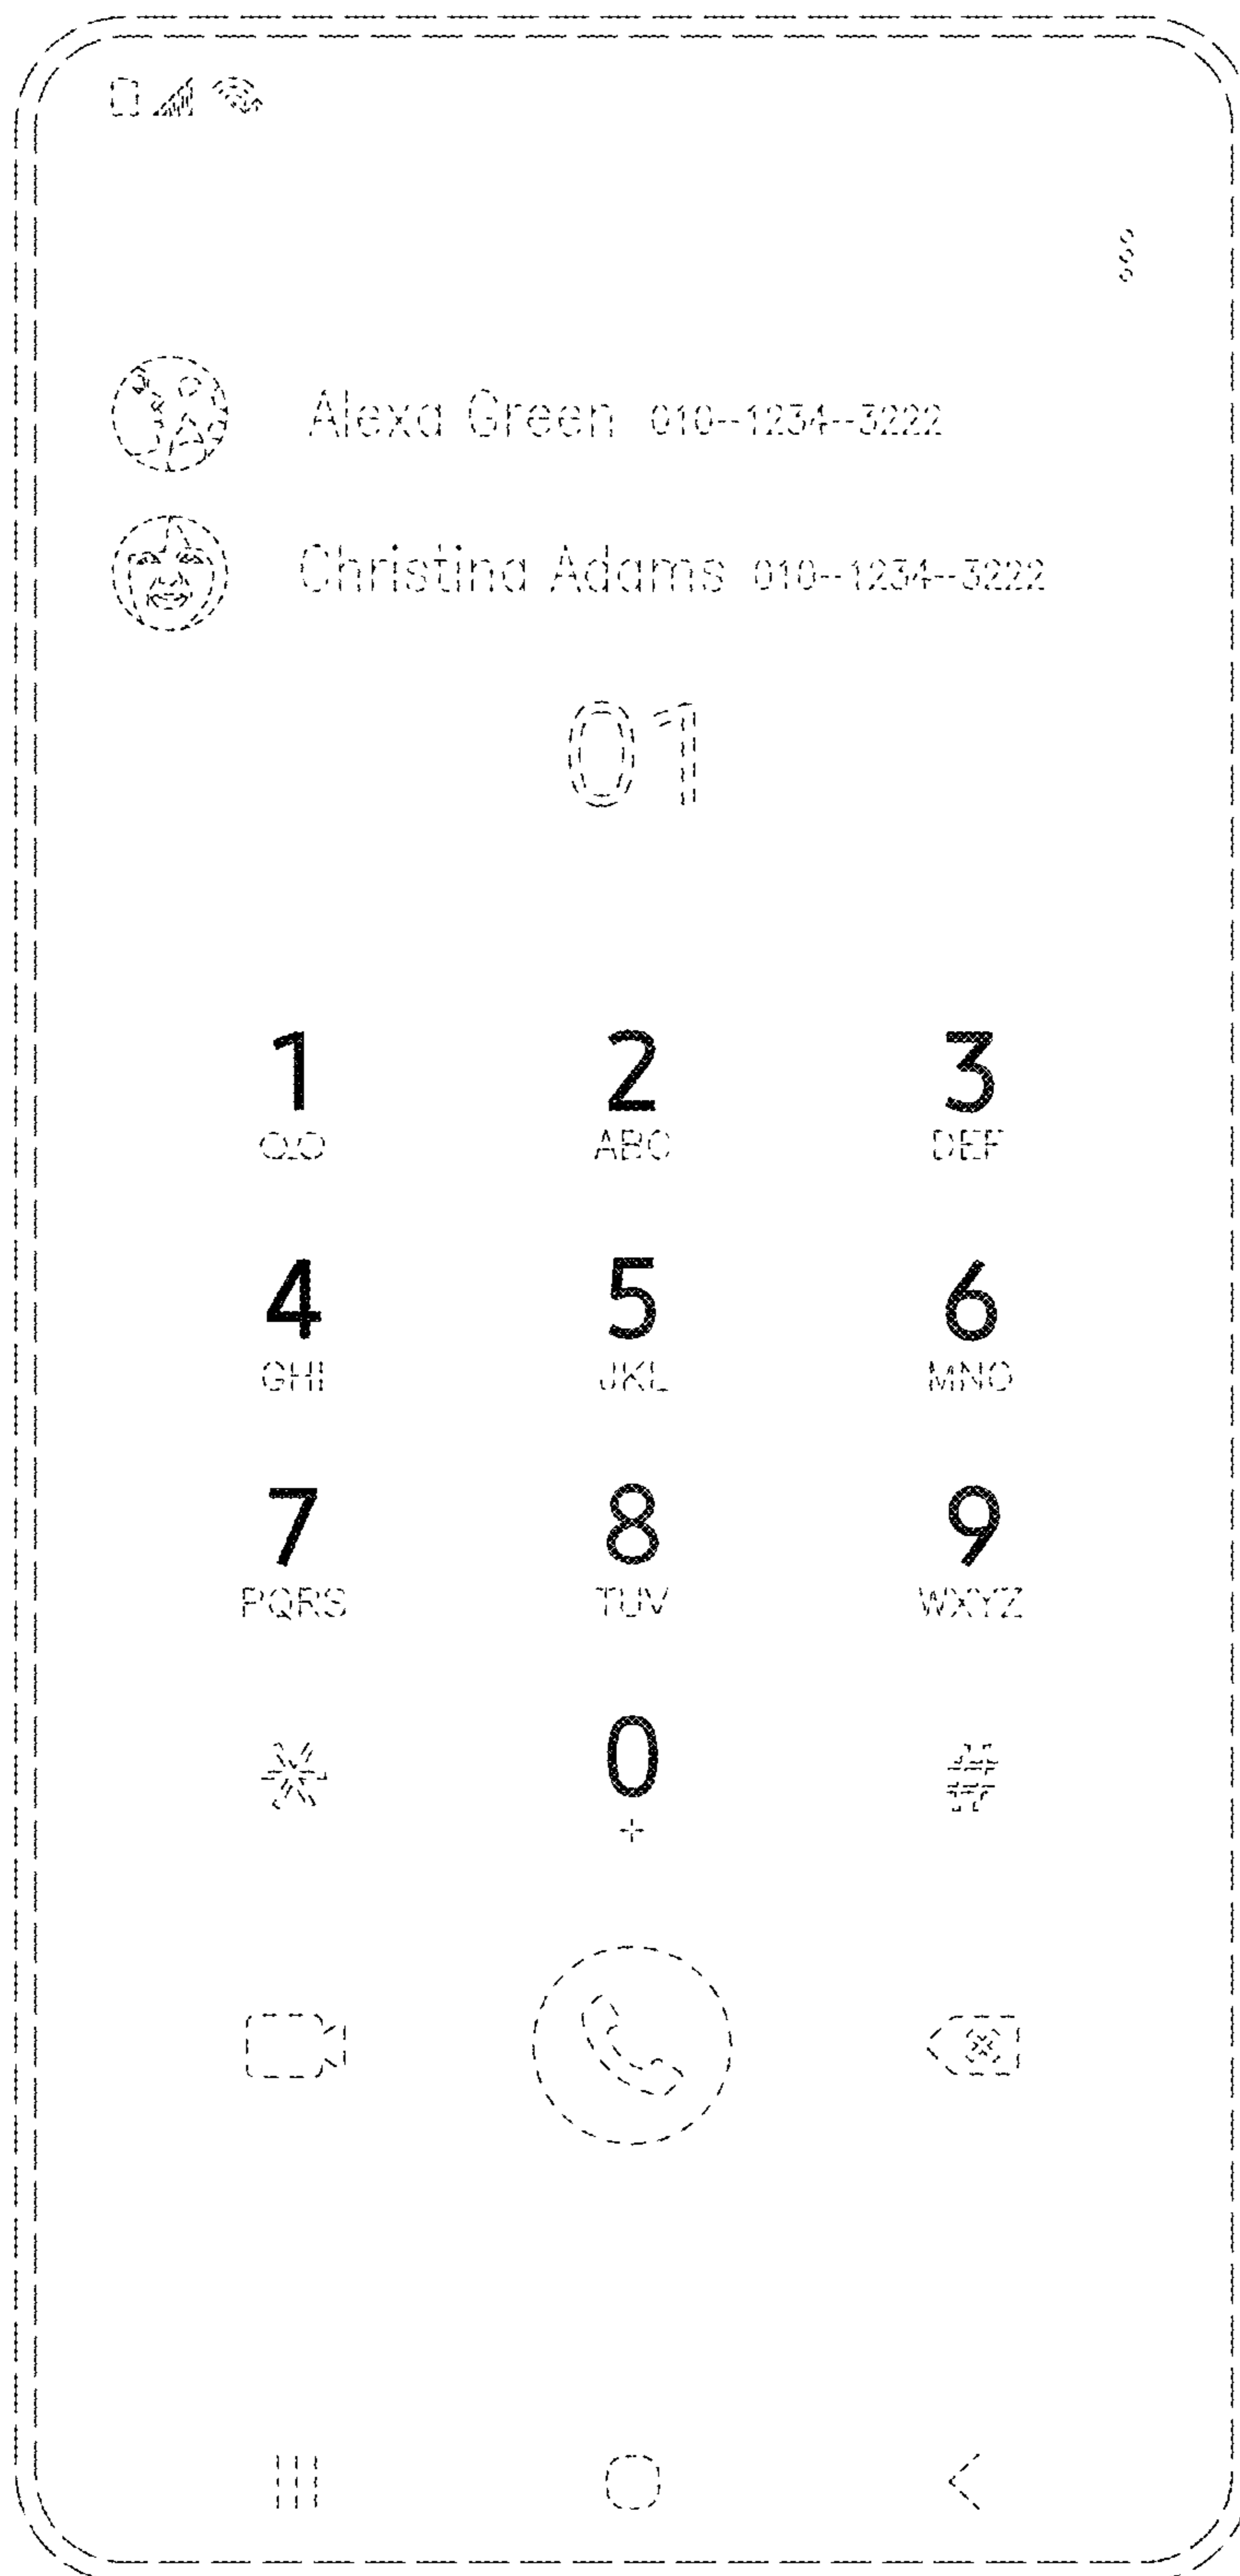 Alexa Green 010--1234--3222
Christina Adams 010--1234--3222
01
1 2 3
ABC DEF
4 5 6
GHI JKL MNO
7 8 9
PQRS TUV WXYZ
* 0 #
+